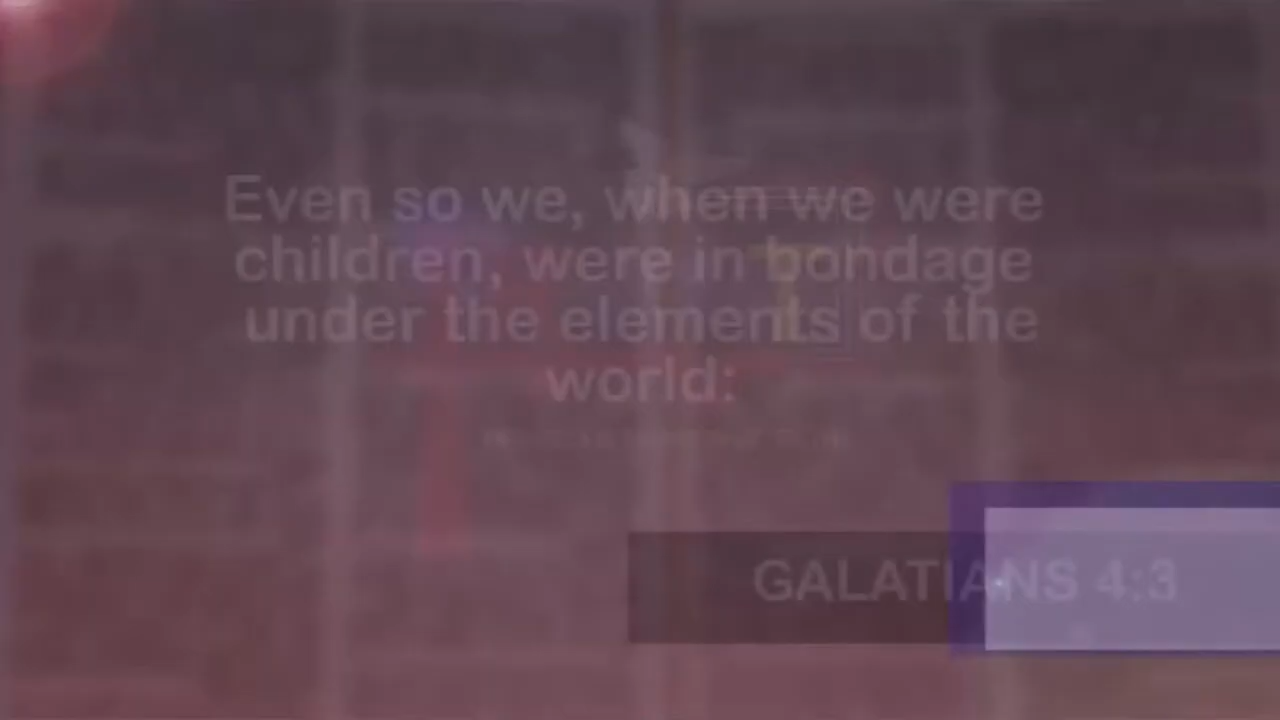 Even so we, when we were
children, were in bondage
under the elements of the
world:
GALATIANS 4:3